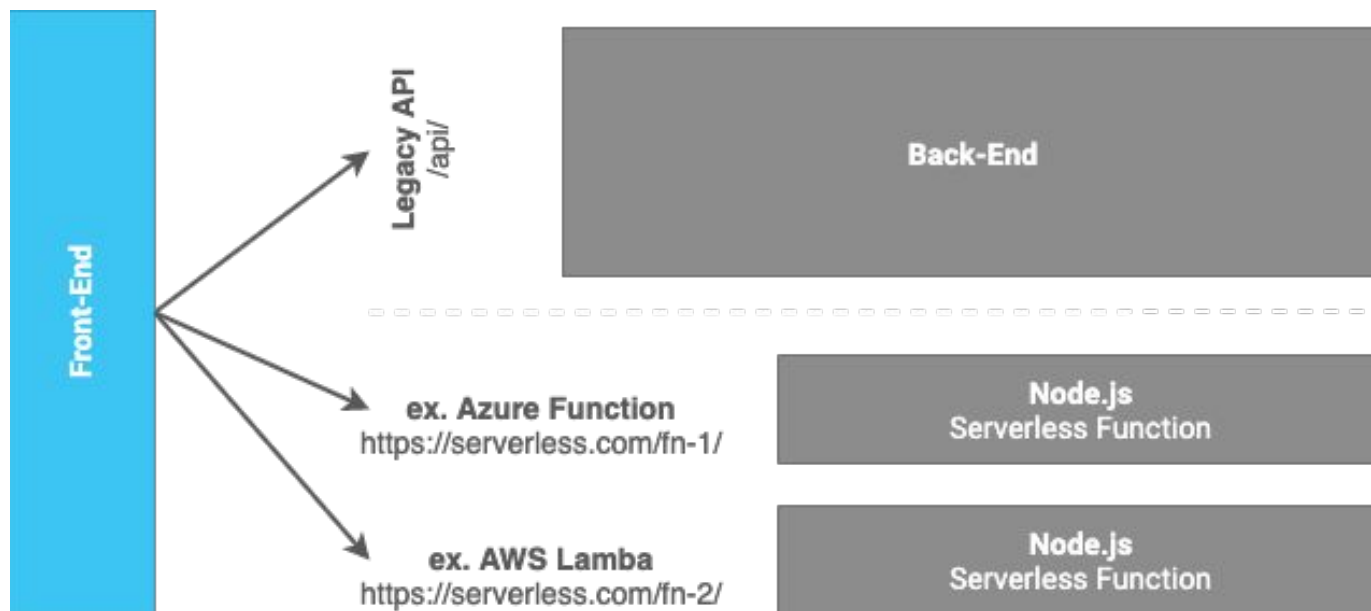 Front-End
Legacy API
/api/
Back-End
ex. Azure Function
https://serverless.com/fn-1/
Node.js
Serverless Function
ex. AWS Lamba
https://serverless.com/fn-2/
Node.js
Serverless Function